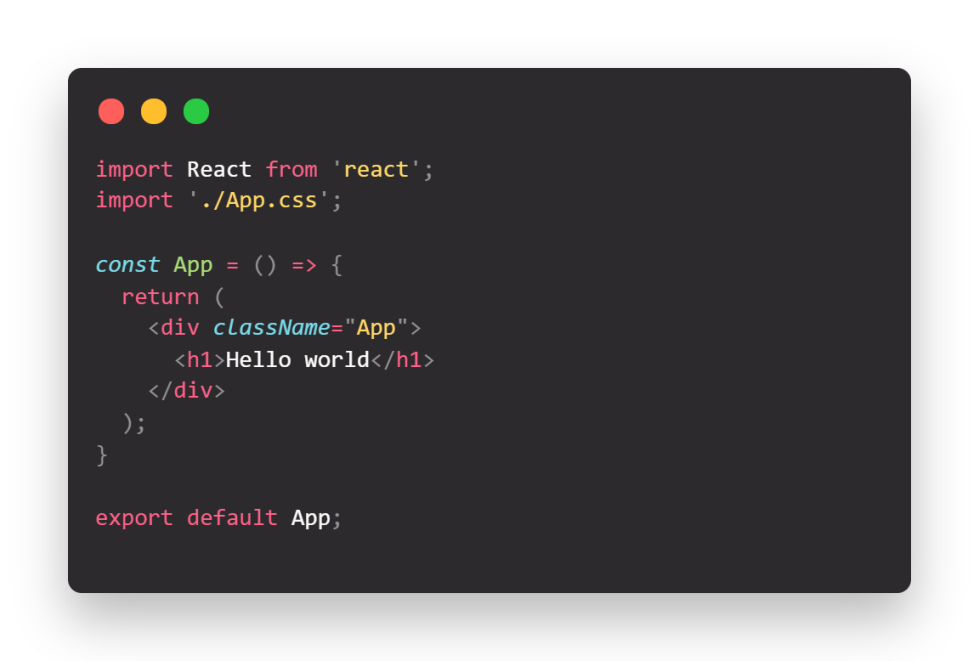 import React from 'react';
import './App.css';

const App = () => {
  return (
    <div className="App">
      <h1>Hello world</h1>
    </div>
  );
}

export default App;